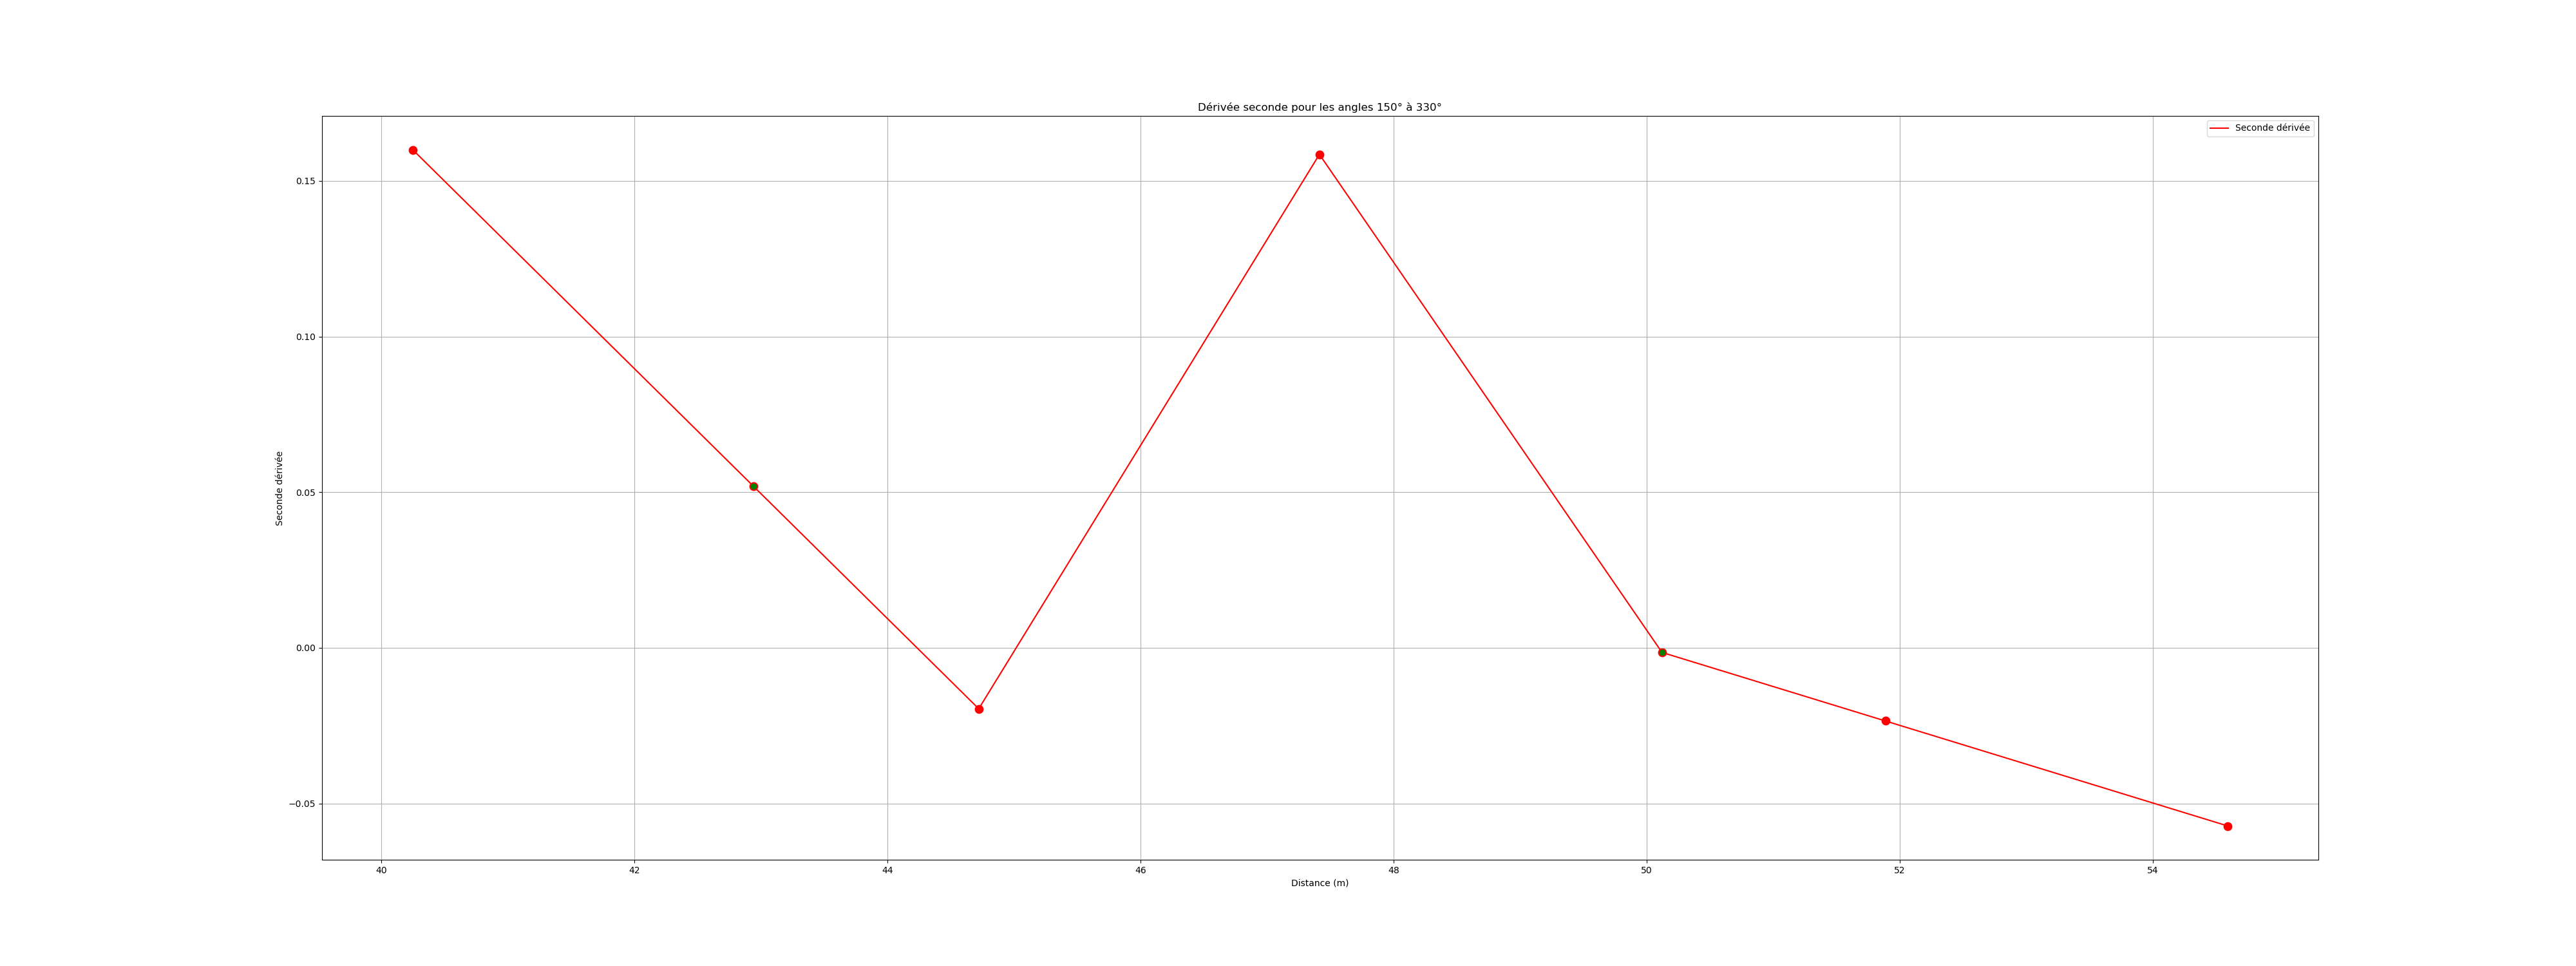 Dérivée seconde pour les angles 150° à 330°
Seconde dérivée
0.15
0.10
0.05
0.00
−0.05
Seconde dérivée
40 42 44 46 48 50 52 54
Distance (m)